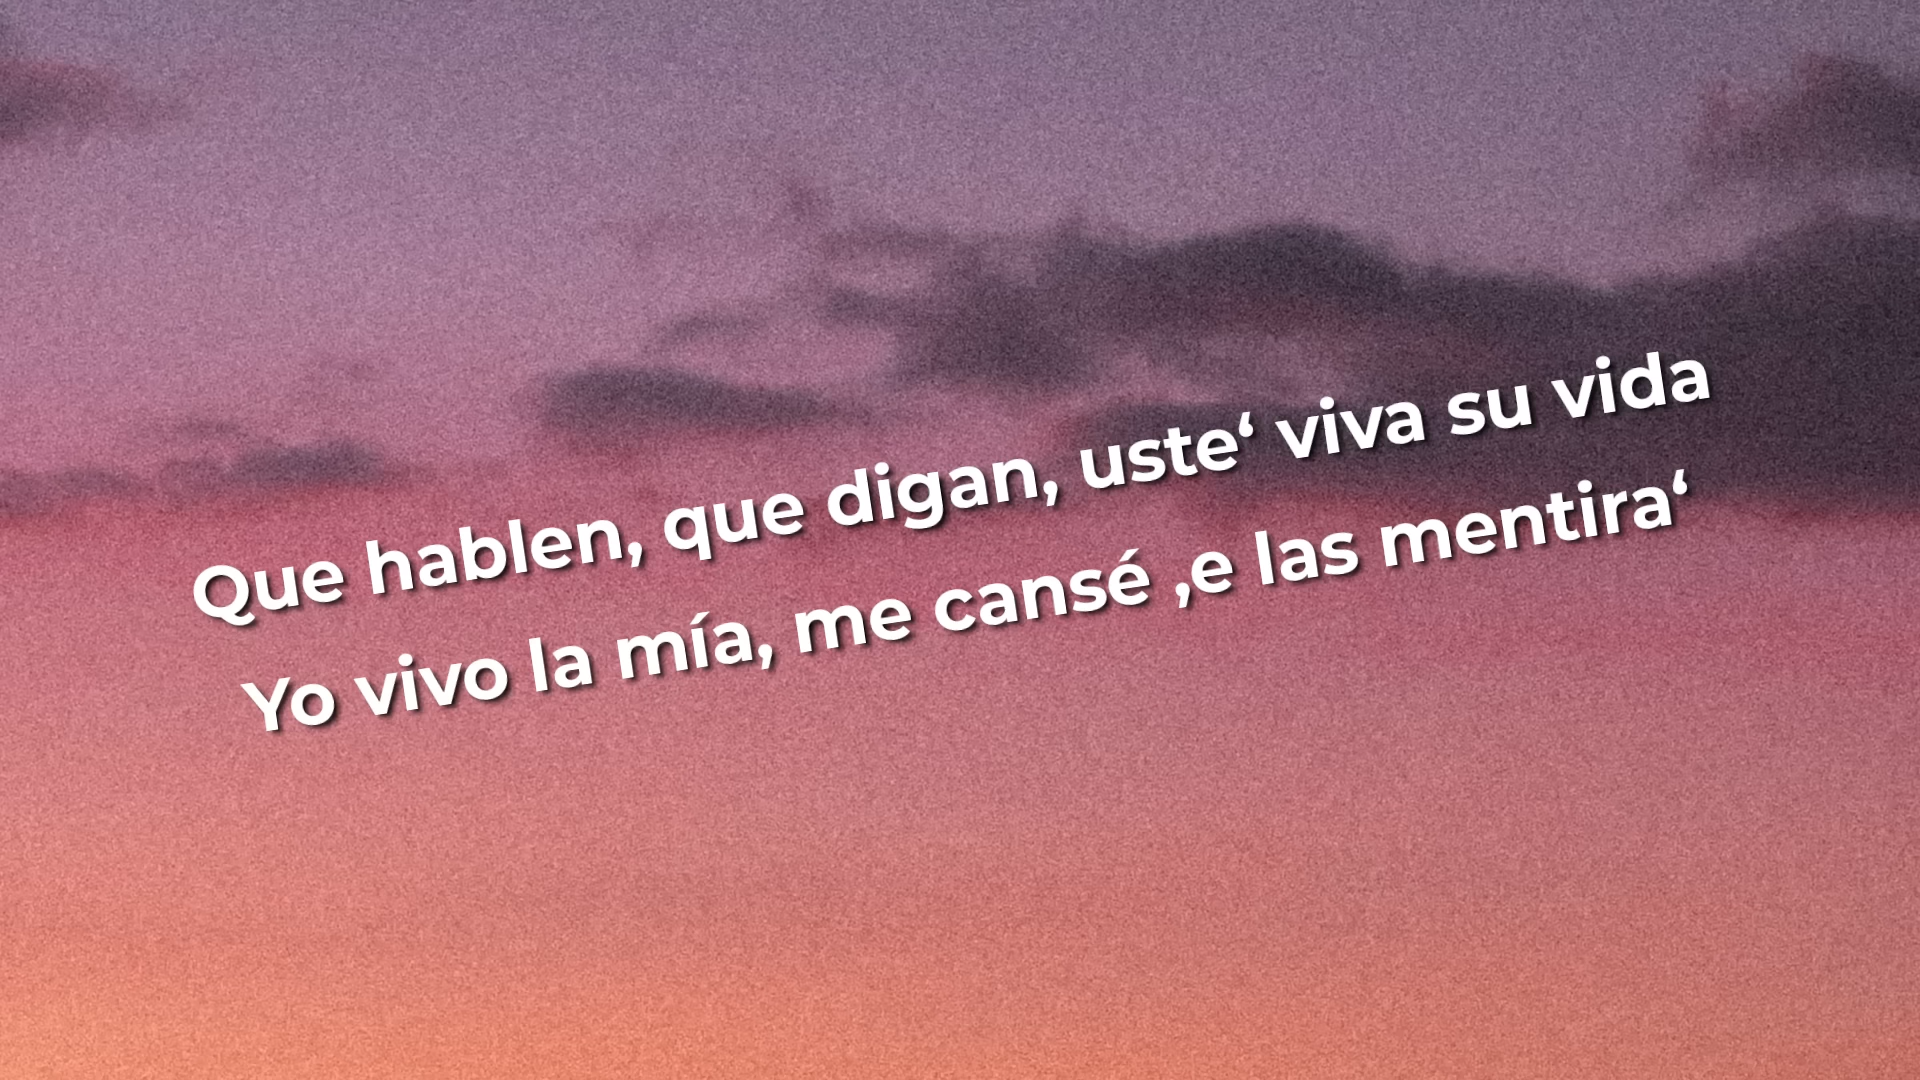 Que hablen, que digan, uste‘ viva su vida
Yo vivo la mía, me cansé ‚e las mentira‘